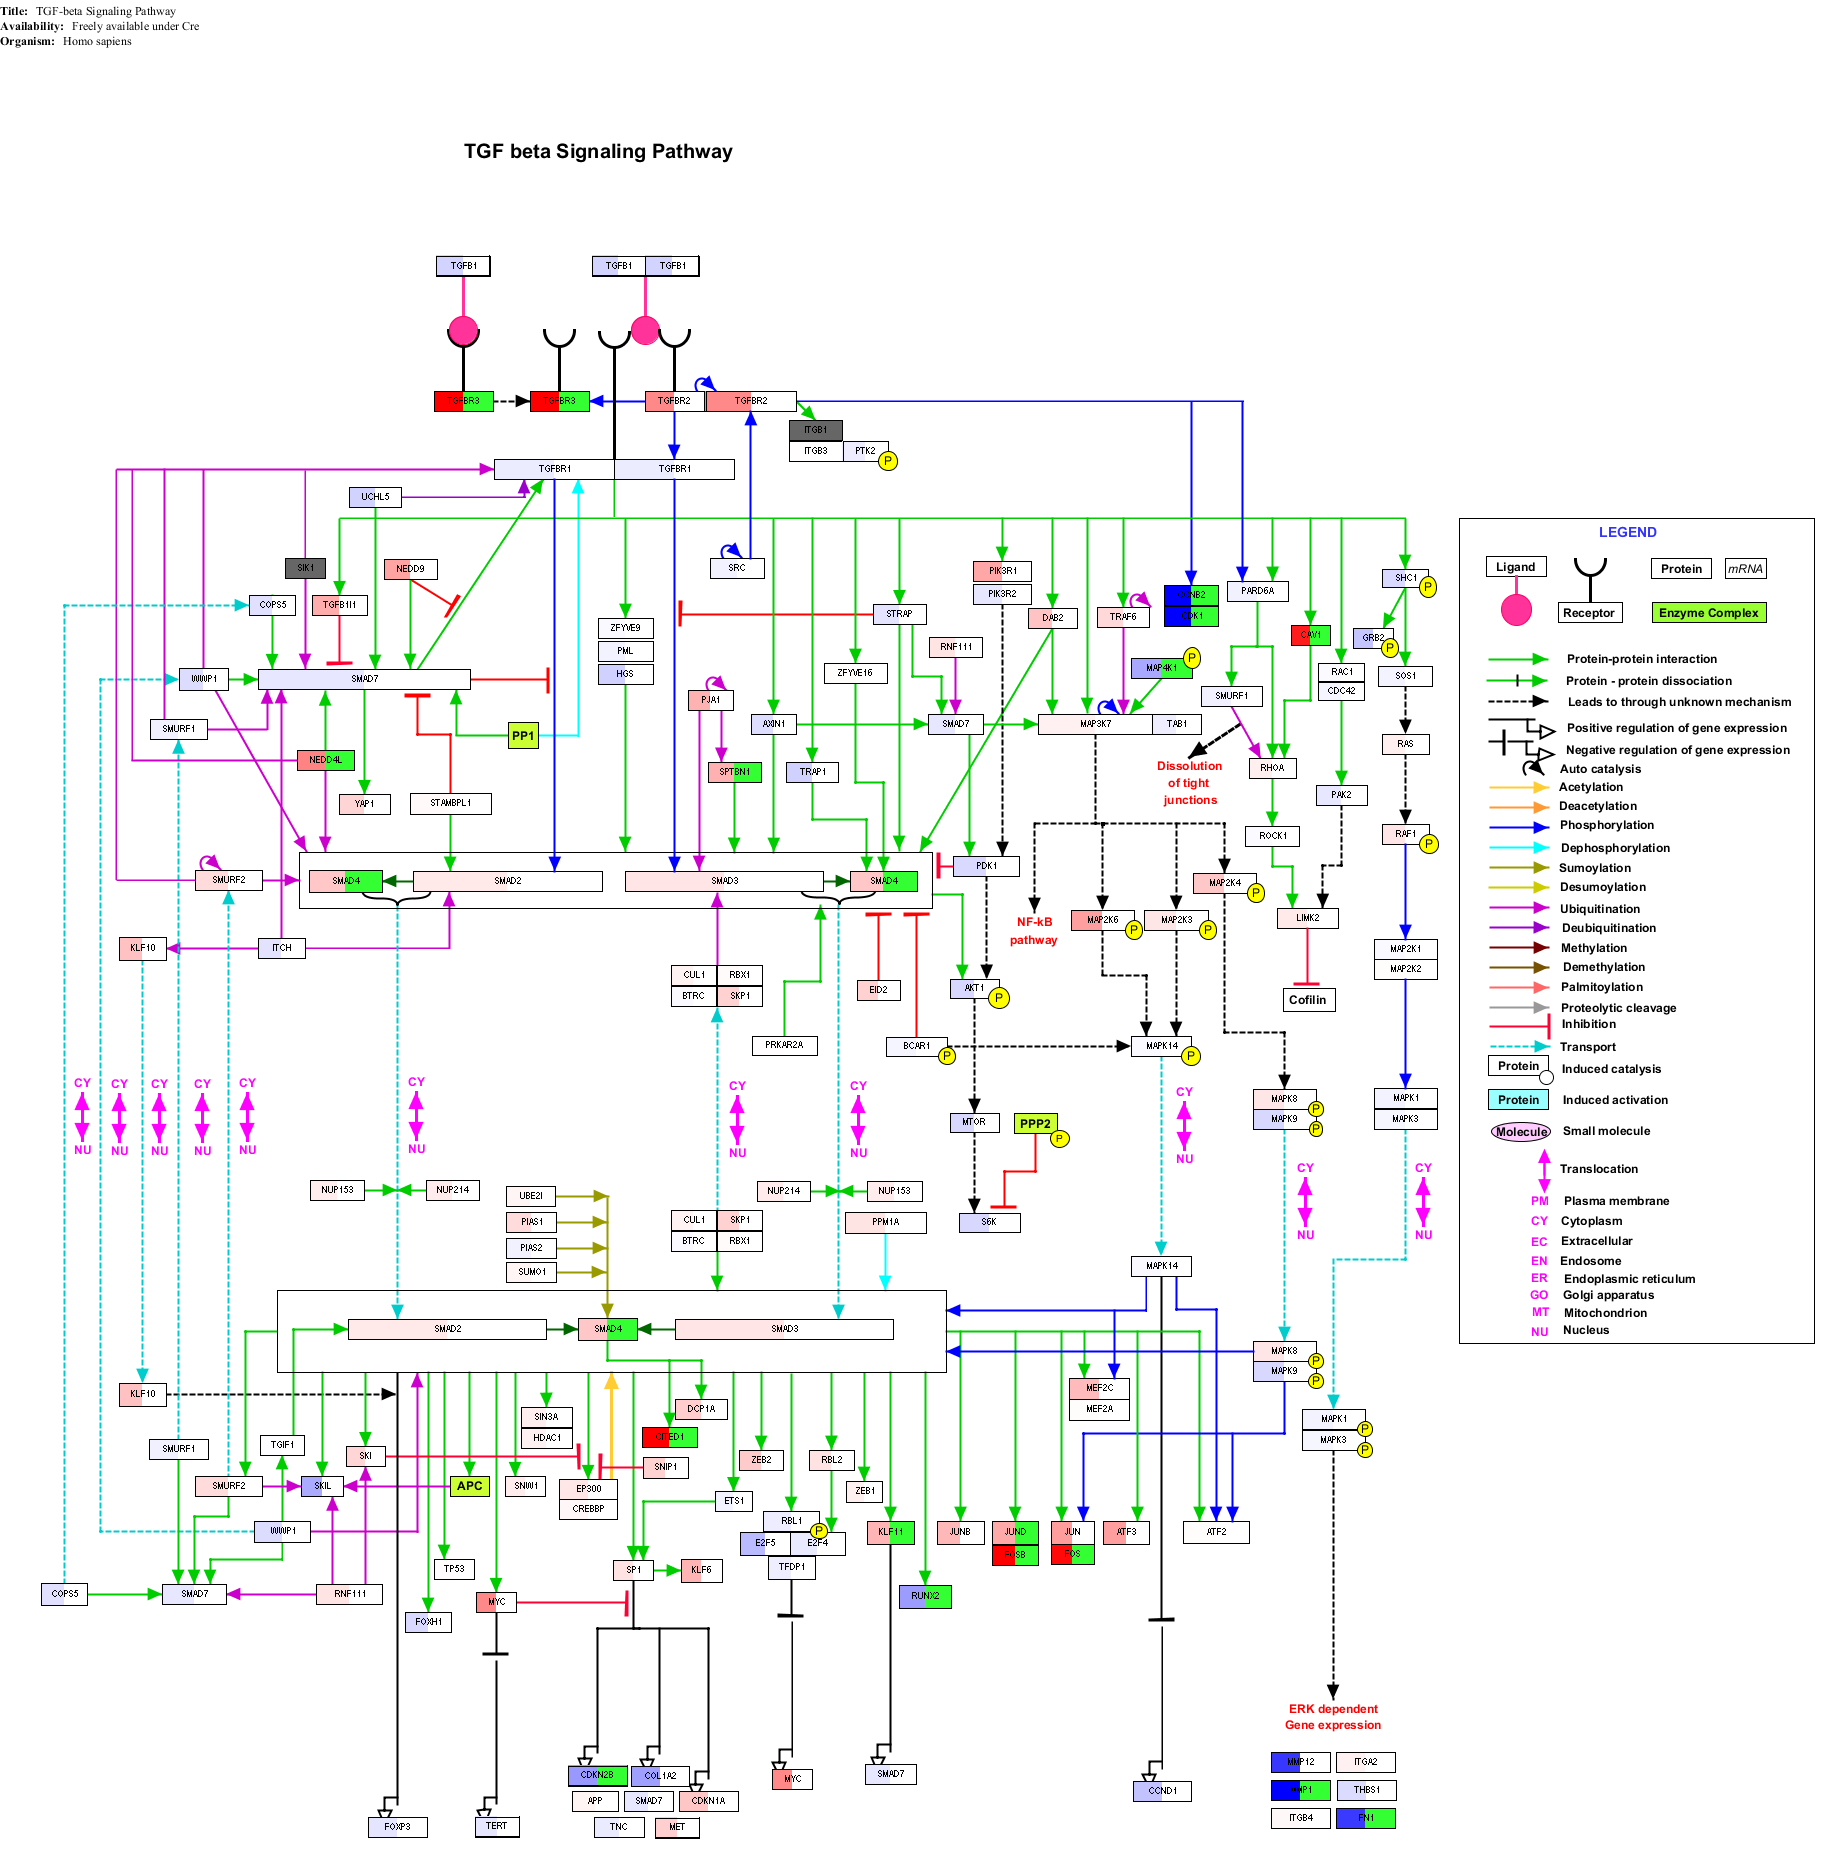 Title: TGF-beta Signaling Pathway
Availability: Freely available under Cre
Organism: Homo sapiens
TGF beta Signaling Pathway
TGFB1
TGFB1 TGFB1
TGFBR3 TGFBR3 TGFBR2 TGFBR2
ITGB1
ITGB3 PTK2
P
TGFBR1 TGFBR1
UCHL5
SIK1 NEDD9 SRC PIK3R1
PIK3R2
SHC1 P
COPS5 TGFB1I1 STRAP DAB2 TRAF6 CCNB2
CDK1
PARD6A
ZFYVE9
PML
HGS
RNF111 CAV1 GRB2 P
WWP1 SMAD7 ZFYVE16 MAP4K1 P RAC1
CDC42
SOS1
PJA1 SMURF1
SMURF1 PP1 AXIN1 SMAD7 MAP3K7 TAB1
RAS
NEDD4L SPTBN1 TRAP1 RHOA
Dissolution
of tight
junctions
YAP1 STAMBPL1 PAK2
ROCK1 RAF1 P
SMURF2 SMAD4 SMAD2 SMAD3 SMAD4 PDK1 MAP2K4 P
NF-kB
pathway
MAP2K6 P MAP2K3 P LIMK2
KLF10 ITCH MAP2K1
MAP2K2
CUL1 RBX1
BTRC SKP1
EID2 AKT1 P Cofilin
PRKAR2A BCAR1 P MAPK14 P
CY CY CY CY CY CY CY CY CY
MAPK8 P
MAPK9 P
MAPK1
MAPK3
MTOR PPP2 P
NU NU NU NU NU NU NU NU NU
CY CY
NU NU
NUP153 NUP214 UBE2I NUP214 NUP153
PIAS1 CUL1 SKP1 PPM1A S6K
PIAS2 BTRC RBX1
SUMO1 MAPK14
SMAD2 SMAD4 SMAD3
MAPK8 P
MAPK9 P
KLF10 DCP1A MEF2C
MEF2A
MAPK1 P
MAPK3 P
SIN3A
HDAC1
CITED1
SMURF1 TGIF1 SKI SNIP1 ZEB2 RBL2
SMURF2 SKIL APC SNW1 EP300
CREBBP
ETS1 ZEB1
WWP1 RBL1 P
E2F5 E2F4
TFDP1
KLF11 JUNB JUND
FOSB
JUN
FOS
ATF3 ATF2
TP53 SP1 KLF6
COPS5 SMAD7 RNF111 MYC RUNX2
FOXH1
ERK dependent
Gene expression
CDKN2B COL1A2 MYC SMAD7 CCND1
APP SMAD7 CDKN1A
FOXP3 TERT TNC MET
MMP12 ITGA2
MMP1 THBS1
ITGB4 FN1
LEGEND
Ligand
Receptor
Protein mRNA
Enzyme Complex
Protein-protein interaction
Protein - protein dissociation
Leads to through unknown mechanism
Positive regulation of gene expression
Negative regulation of gene expression
Auto catalysis
Acetylation
Deacetylation
Phosphorylation
Dephosphorylation
Sumoylation
Desumoylation
Ubiquitination
Deubiquitination
Methylation
Demethylation
Palmitoylation
Proteolytic cleavage
Inhibition
Transport
Protein Induced catalysis
Protein Induced activation
Molecule Small molecule
Translocation
PM Plasma membrane
CY Cytoplasm
EC Extracellular
EN Endosome
ER Endoplasmic reticulum
GO Golgi apparatus
MT Mitochondrion
NU Nucleus